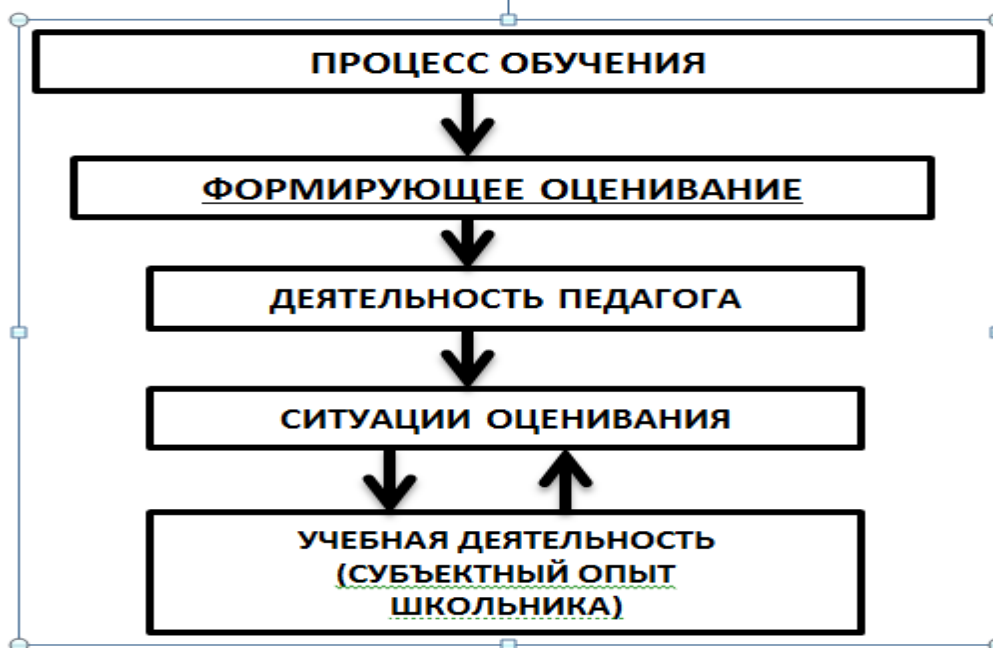 ПРОЦЕСС ОБУЧЕНИЯ
ФОРМИРУЮЩЕЕ ОЦЕНИВАНИЕ
ДЕЯТЕЛЬНОСТЬ ПЕДАГОГА
СИТУАЦИИ ОЦЕНИВАНИЯ
УЧЕБНАЯ ДЕЯТЕЛЬНОСТЬ
(СУБЪЕКТНЫЙ ОПЫТ
ШКОЛЬНИКА)